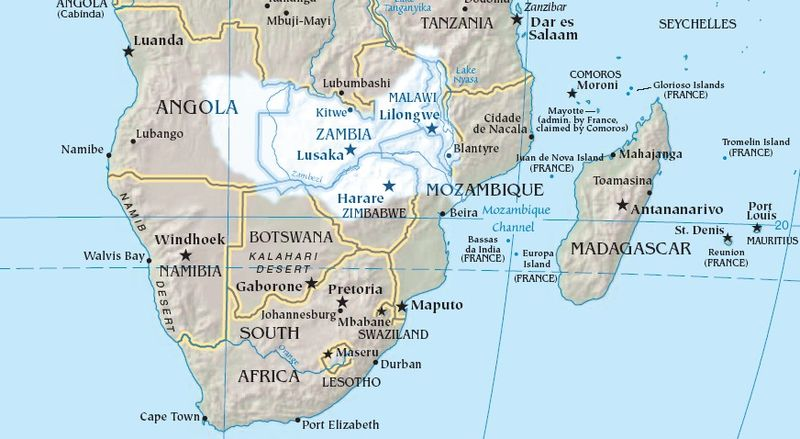 ANGOLA
(Cabinda)
Mbuji-Mayi
Lake
Tanganyika
Dodoma
Zanzibar
TANZANIA
Dar es
Salaam
SEYCHELLES
Luanda
Lubumbashi
Lake
Nyasa
COMOROS
Moroni
Glorioso Islands
(FRANCE)
ANGOLA
Kitwe
MALAWI
Lilongwe
Mayotte
(admin. by France,
claimed by Comoros)
ZAMBIA
Cidade
de Nacala
Lubango
Lusaka
Blantyre
Tromelin Island
(FRANCE)
Namibe
Juan de Nova Island
(FRANCE)
Mahajanga
Zambezi
Toamasina
Harare
MOZAMBIQUE
ZIMBABWE
Beira
Mozambique
Channel
Antananarivo
Port
Louis
20
St. Denis
MAURITIUS
Reunion
(FRANCE)
NAMIB
DESERT
Windhoek
BOTSWANA
KALAHARI
DESERT
Bassas
da India
(FRANCE)
Europa
Island
(FRANCE)
MADAGASCAR
Walvis Bay
NAMIBIA
Gaborone
Pretoria
Johannesburg
Maputo
Mbabane
SWAZILAND
SOUTH
AFRICA
Orange
Maseru
Durban
LESOTHO
Cape Town
Port Elizabeth